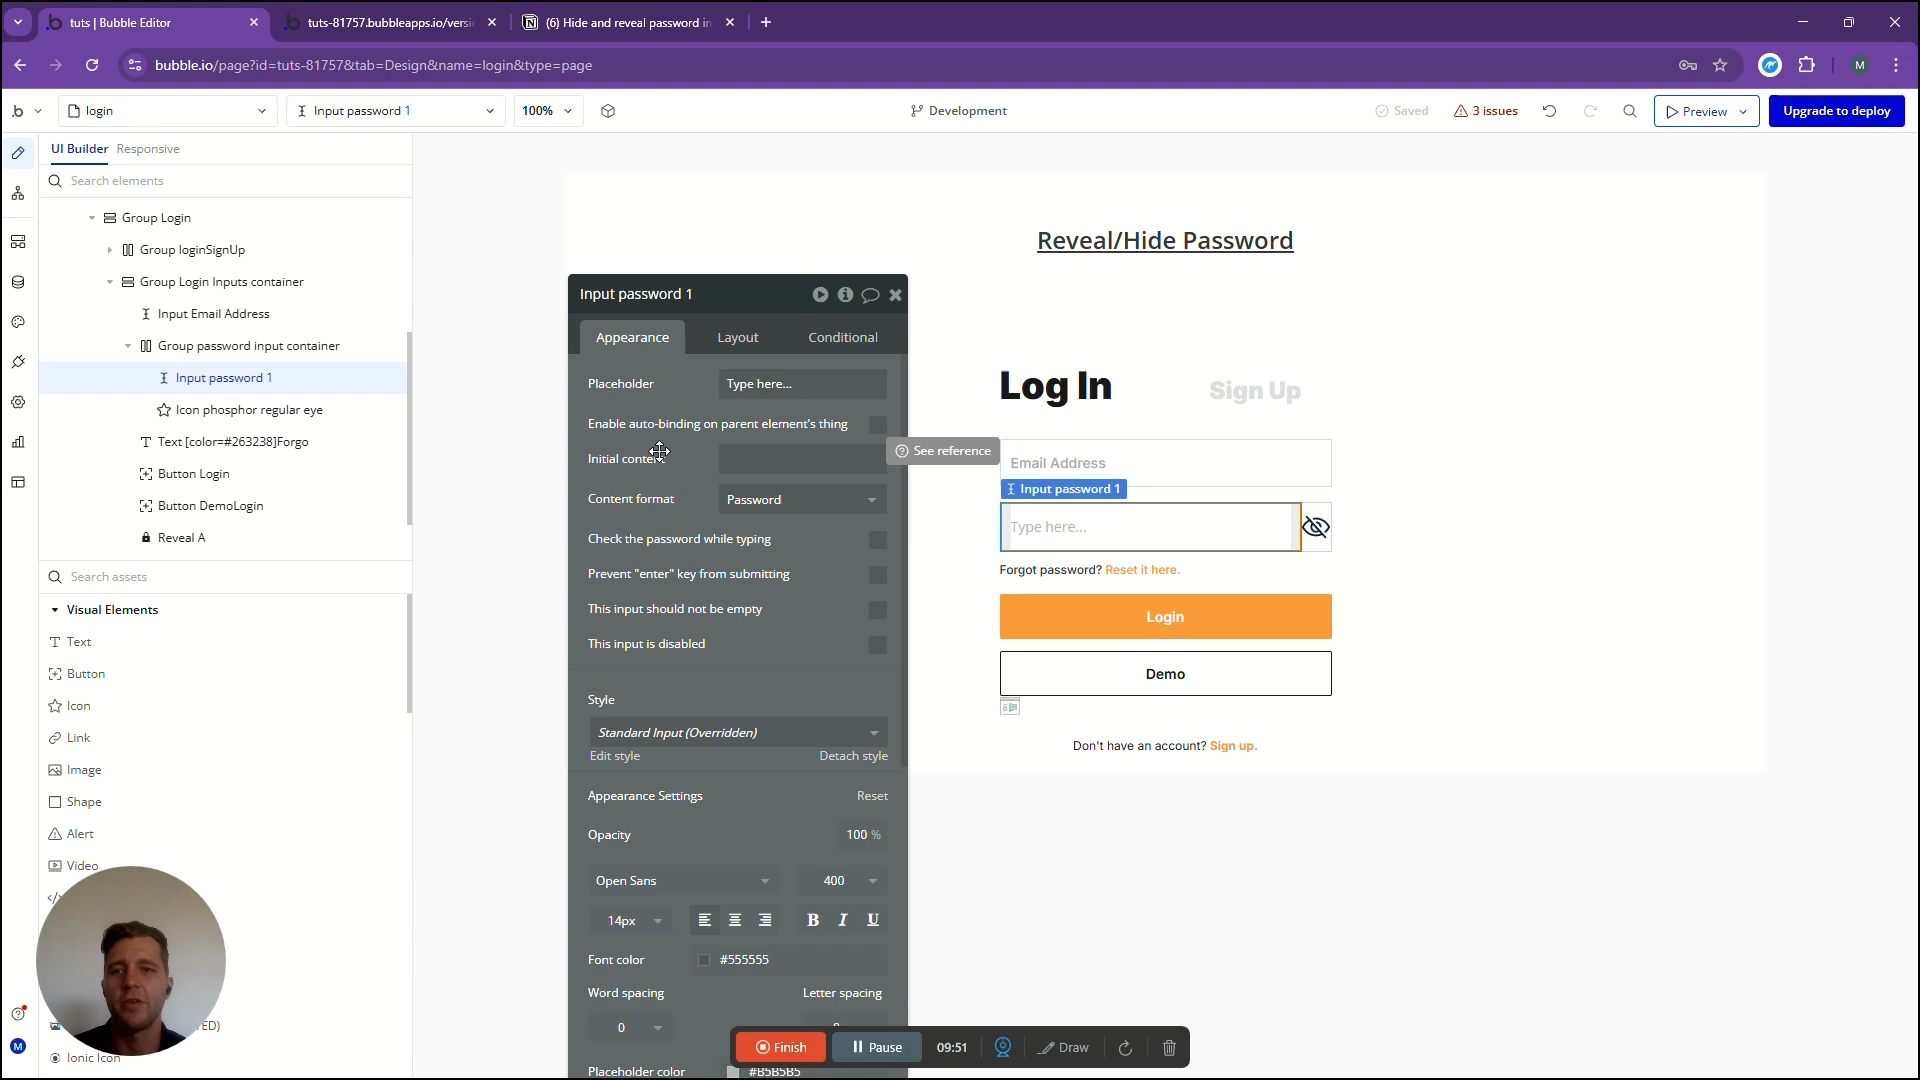 tuts | Bubble Editor
tuts-81757.bubbleapps.io/versi
(6) Hide and reveal password in
bubble.io/page?id=tuts-81757&tab=Design&name=login&type=page
M
login
Input password 1
100%
Development
Saved
3 issues
Preview
Upgrade to deploy
UI Builder
Responsive
Search elements
Group Login
Group loginSignUp
Group Login Inputs container
Input Email Address
Group password input container
Input password 1
Icon phosphor regular eye
Text [color=#263238]Forgo
Button Login
Button DemoLogin
Reveal A
Search assets
Visual Elements
Text
Button
Icon
Link
Image
Shape
Alert
Video
TED)
Ionic Icon
M
Input password 1
Appearance
Layout
Conditional
Placeholder
Type here...
Enable auto-binding on parent element's thing
Initial content
See reference
Content format
Password
Check the password while typing
Prevent "enter" key from submitting
This input should not be empty
This input is disabled
Style
Standard Input (Overridden)
Edit style
Detach style
Appearance Settings
Reset
Opacity
100 %
Open Sans
400
14px
B I U
Font color
#555555
Word spacing
Letter spacing
0
Placeholder color
#B5B5B5
Finish
Pause
09:51
Draw
Reveal/Hide Password
Log In
Sign Up
Email Address
Input password 1
Type here...
Forgot password? Reset it here.
Login
Demo
Don't have an account? Sign up.